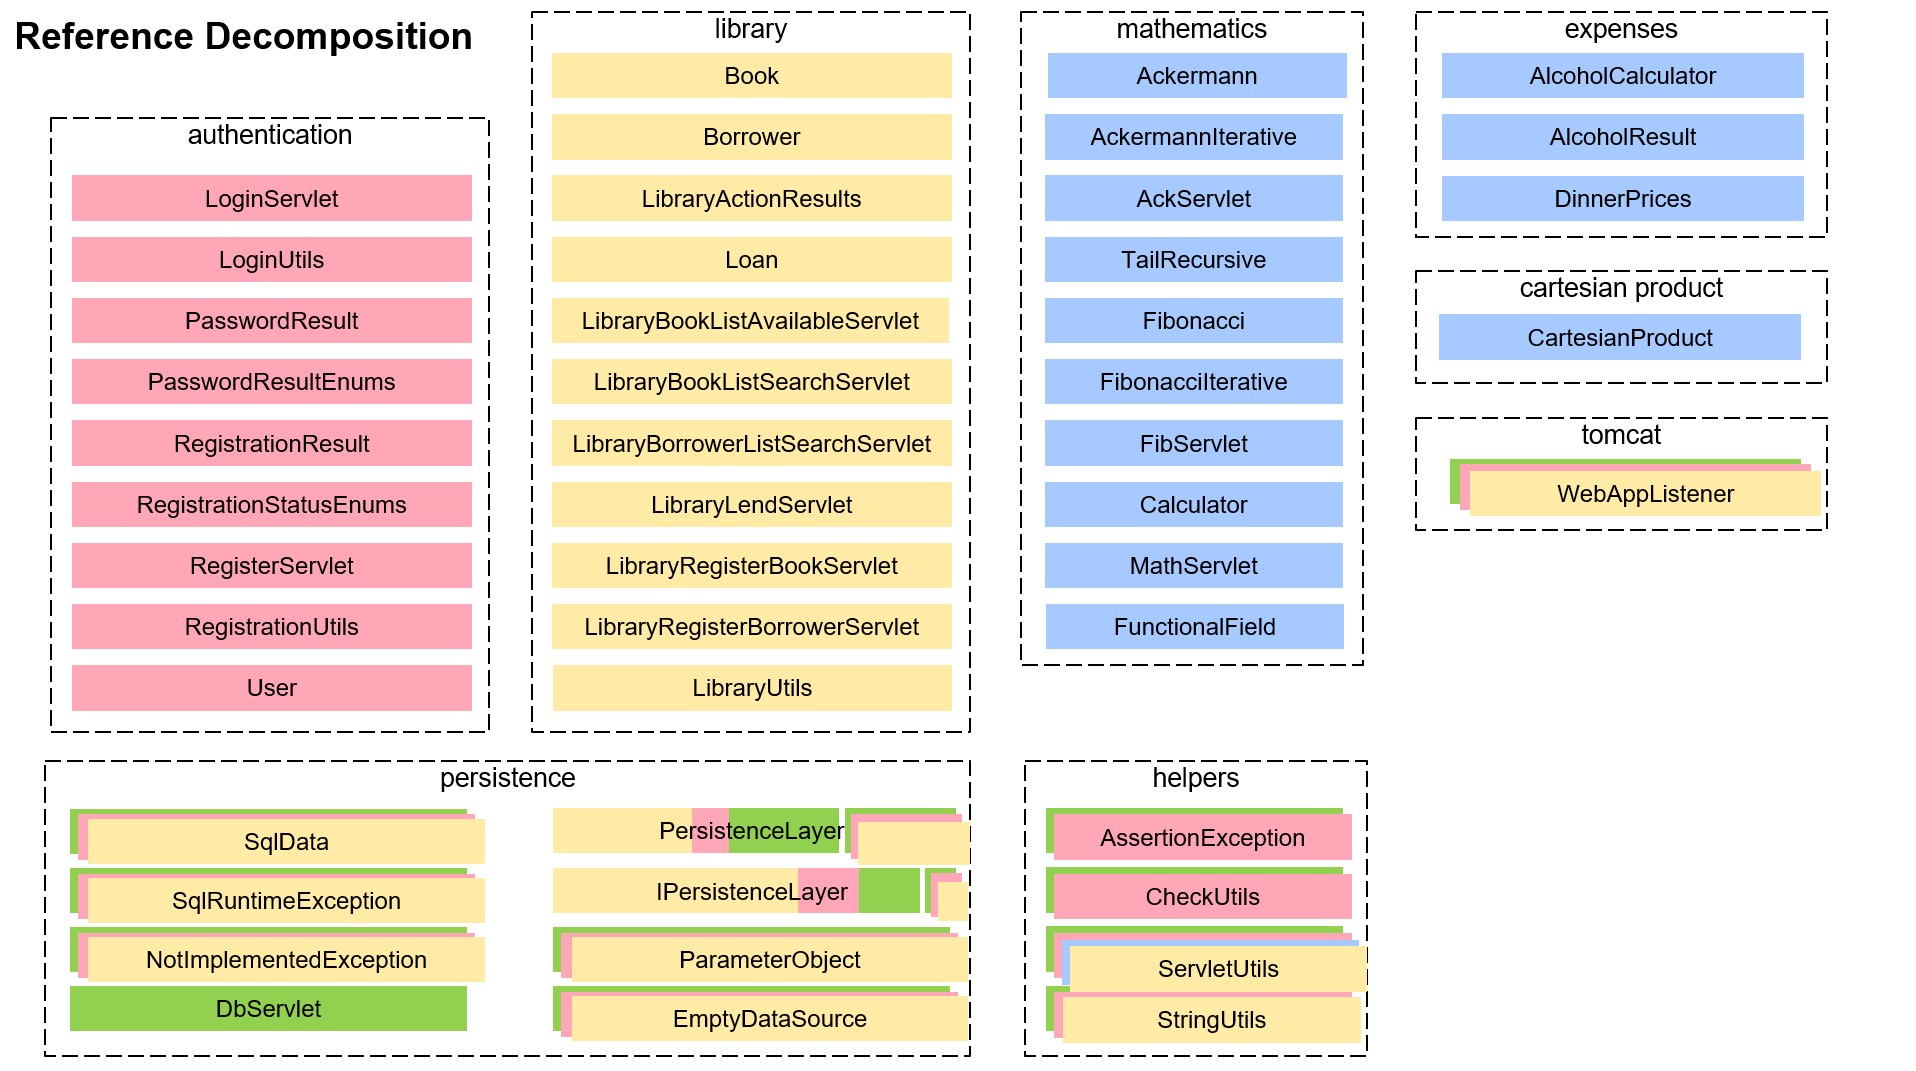 Reference Decomposition
authentication
LoginServlet
LoginUtils
PasswordResult
PasswordResultEnums
RegistrationResult
RegistrationStatusEnums
RegisterServlet
RegistrationUtils
User
library
Book
Borrower
LibraryActionResults
Loan
LibraryBookListAvailableServlet
LibraryBookListSearchServlet
LibraryBorrowerListSearchServlet
LibraryLendServlet
LibraryRegisterBookServlet
LibraryRegisterBorrowerServlet
LibraryUtils
mathematics
Ackermann
AckermannIterative
AckServlet
TailRecursive
Fibonacci
FibonacciIterative
FibServlet
Calculator
MathServlet
FunctionalField
expenses
AlcoholCalculator
AlcoholResult
DinnerPrices
cartesian product
CartesianProduct
tomcat
WebAppListener
persistence
SqlData
SqlRuntimeException
NotImplementedException
DbServlet
PersistenceLayer
IPersistenceLayer
ParameterObject
EmptyDataSource
helpers
AssertionException
CheckUtils
ServletUtils
StringUtils